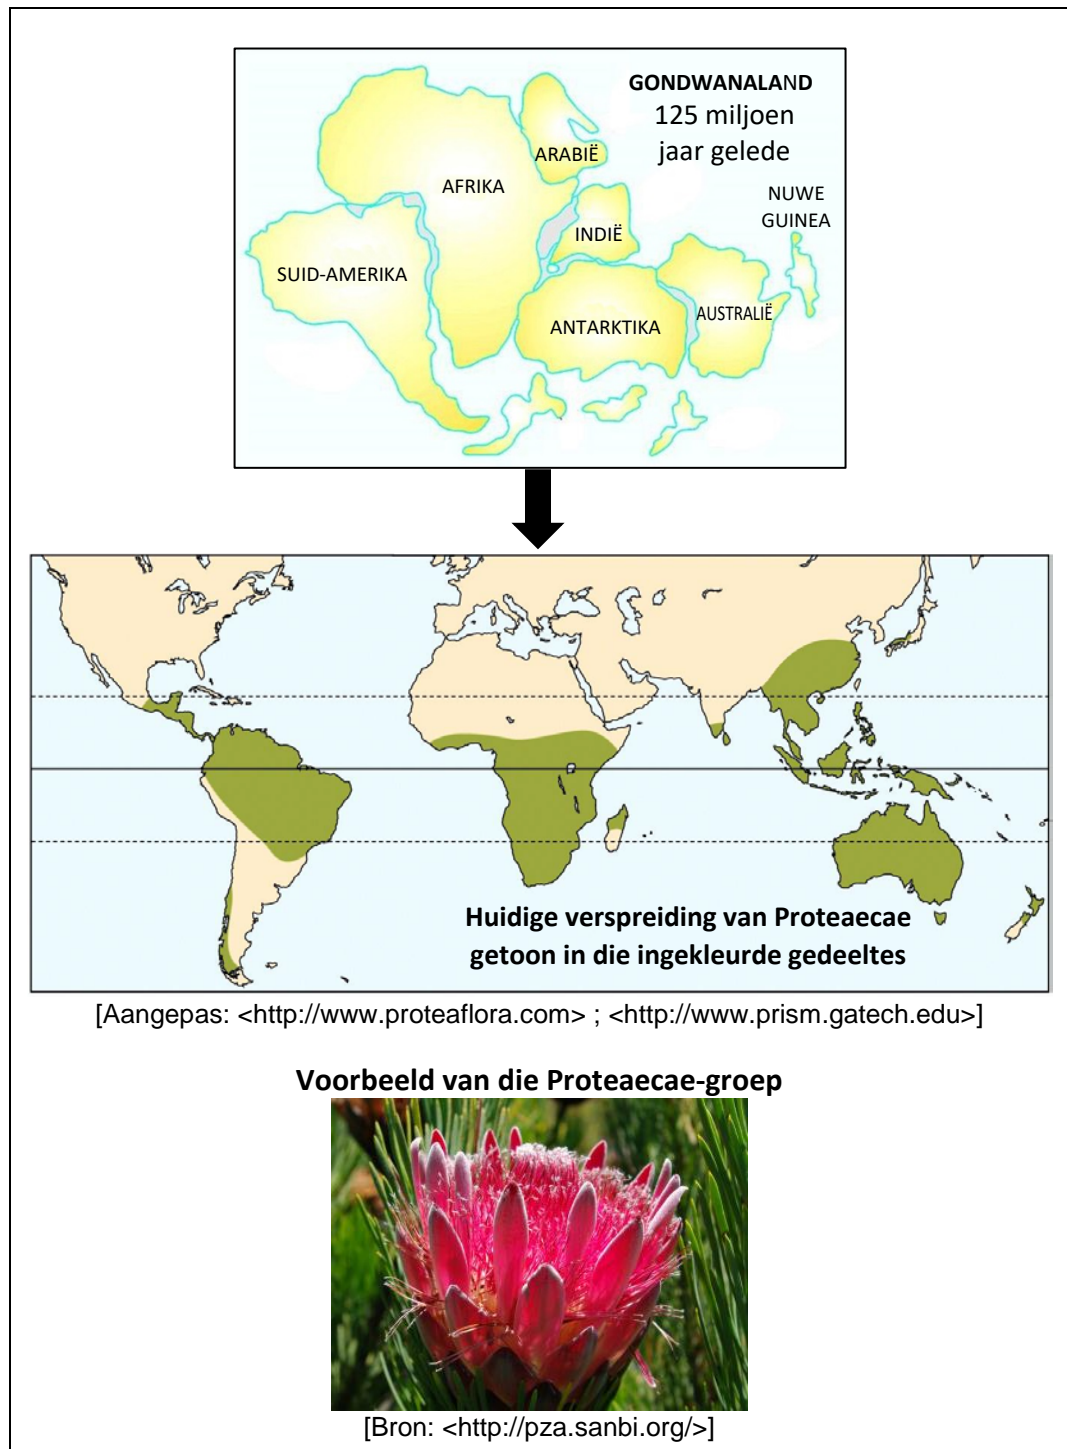 GONDWANALAND
125 miljoen
jaar gelede
ARABIË
AFRIKA
NUWE
GUINEA
INDIË
SUID-AMERIKA
ANTARKTIKA
AUSTRALIË
Huidige verspreiding van Proteaecae
getoon in die ingekleurde gedeeltes
[Aangepas: <http://www.proteaflora.com> ; <http://www.prism.gatech.edu>]
Voorbeeld van die Proteaecae-groep
[Bron: <http://pza.sanbi.org/>]